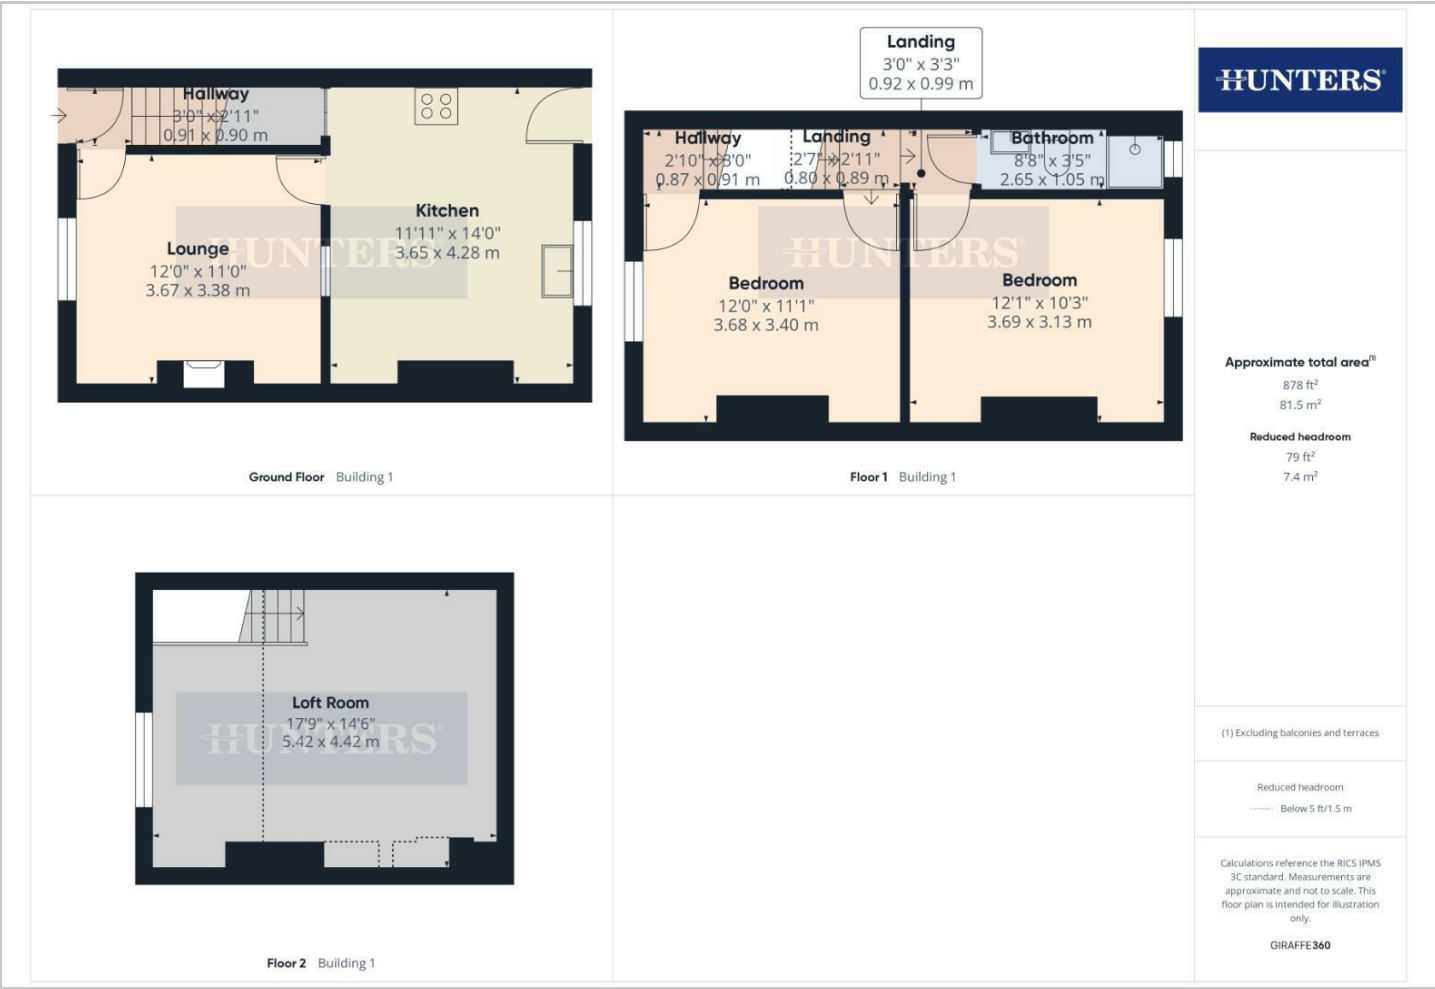 Hallway
3'0" x 2'11"
0.91 x 0.90 m
Lounge
12'0" x 11'0"
3.67 x 3.38 m
Kitchen
11'11" x 14'0"
3.65 x 4.28 m
HUNTERS
Ground Floor Building 1
Landing
3'0" x 3'3"
0.92 x 0.99 m
Hallway
2'10" x 3'0"
0.87 x 0.91 m
Landing
2'7" x 2'11"
0.80 x 0.89 m
Bathroom
8'8" x 3'5"
2.65 x 1.05 m
HUNTERS
Bedroom
12'0" x 11'1"
3.68 x 3.40 m
Bedroom
12'1" x 10'3"
3.69 x 3.13 m
Floor 1 Building 1
Loft Room
17'9" x 14'6"
5.42 x 4.42 m
HUNTERS
Floor 2 Building 1
HUNTERS®
Approximate total area(1)
878 ft²
81.5 m²
Reduced headroom
79 ft²
7.4 m²
(1) Excluding balconies and terraces
Reduced headroom
Below 5 ft/1.5 m
Calculations reference the RICS IPMS
3C standard. Measurements are
approximate and not to scale. This
floor plan is intended for illustration
only.
GIRAFFE360